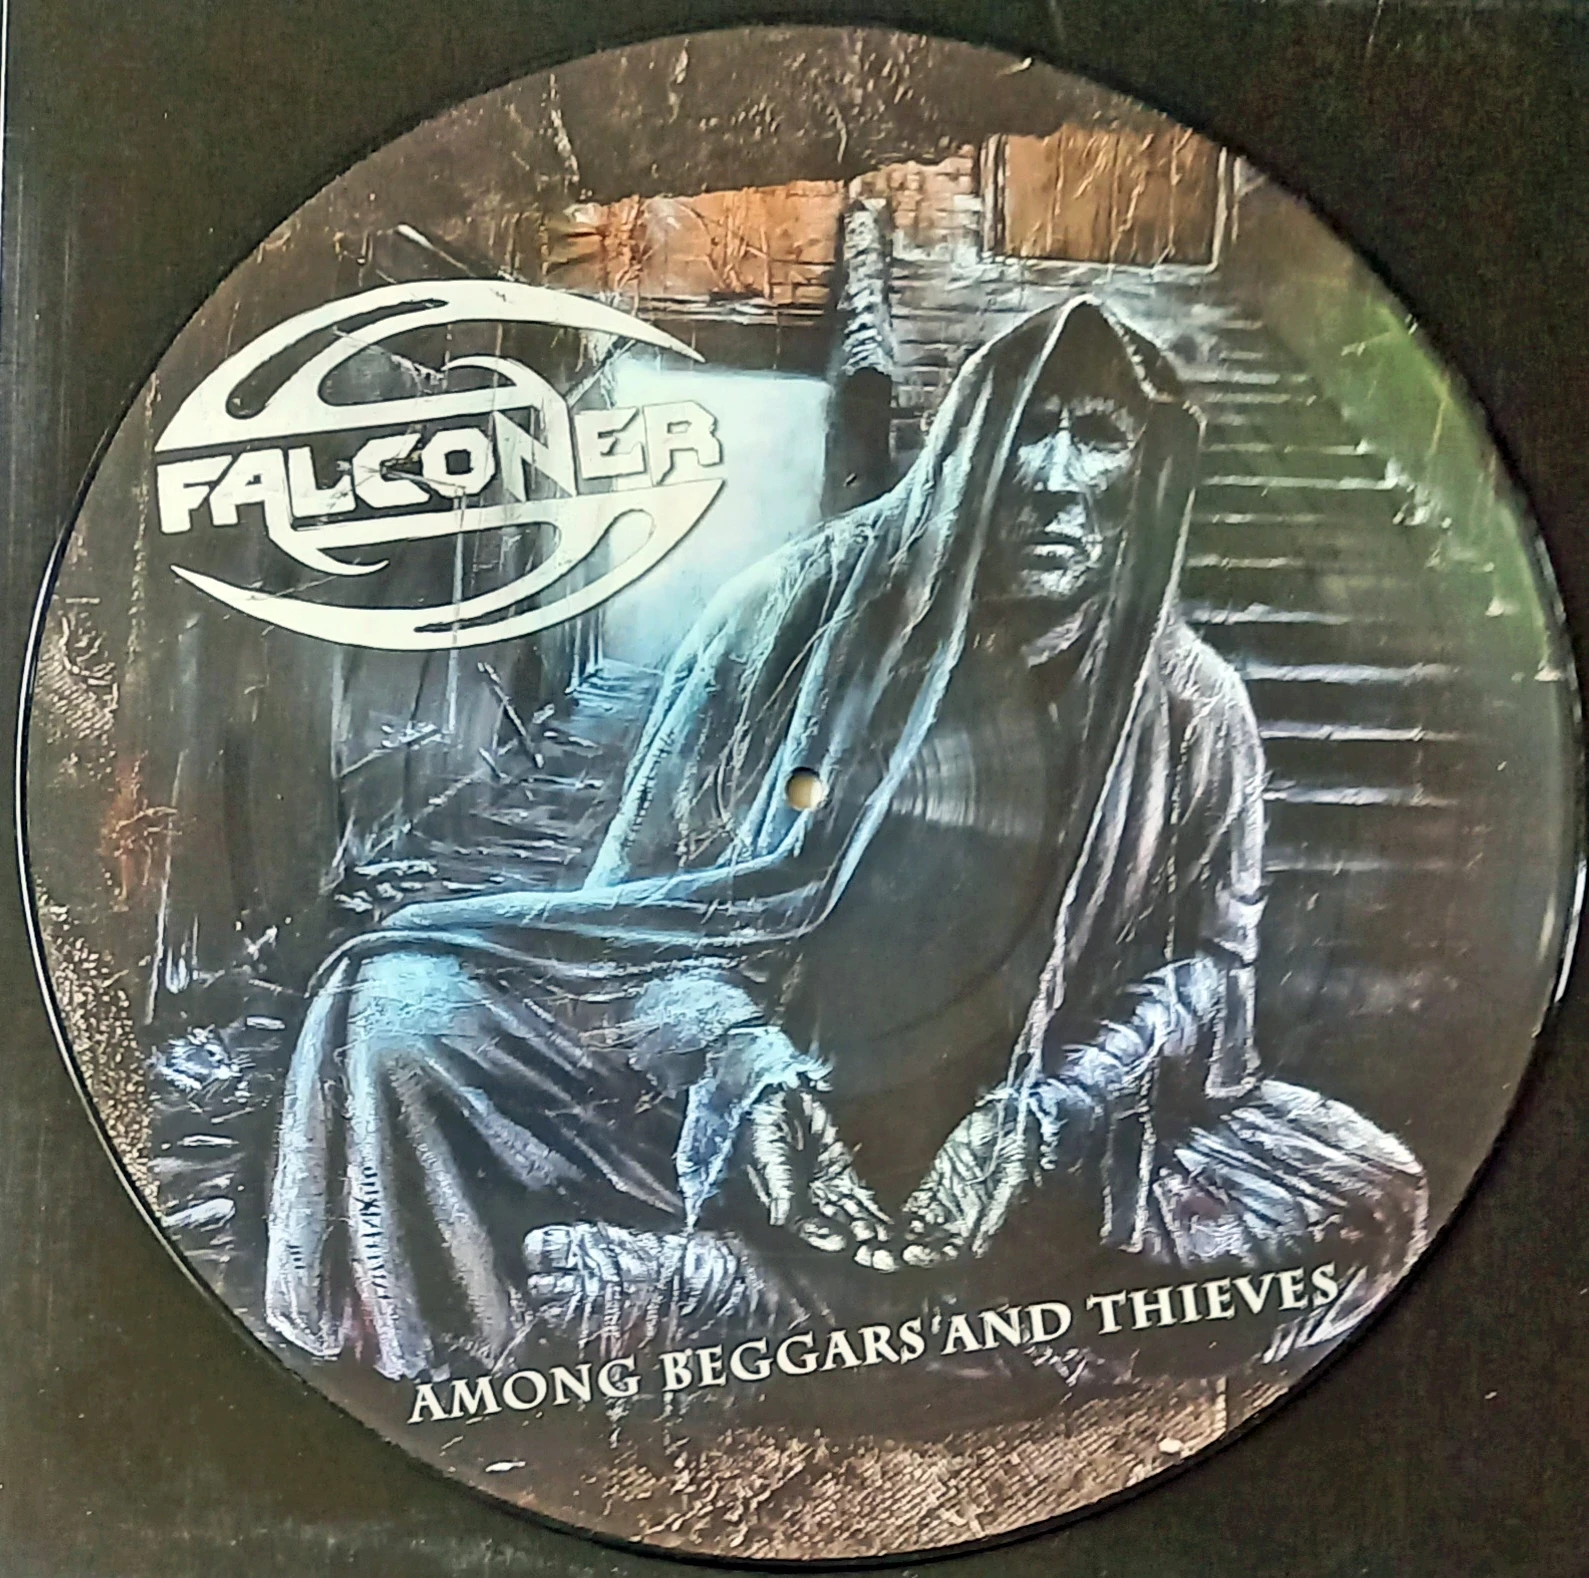 FALCONER
AMONG BEGGARS AND THIEVES